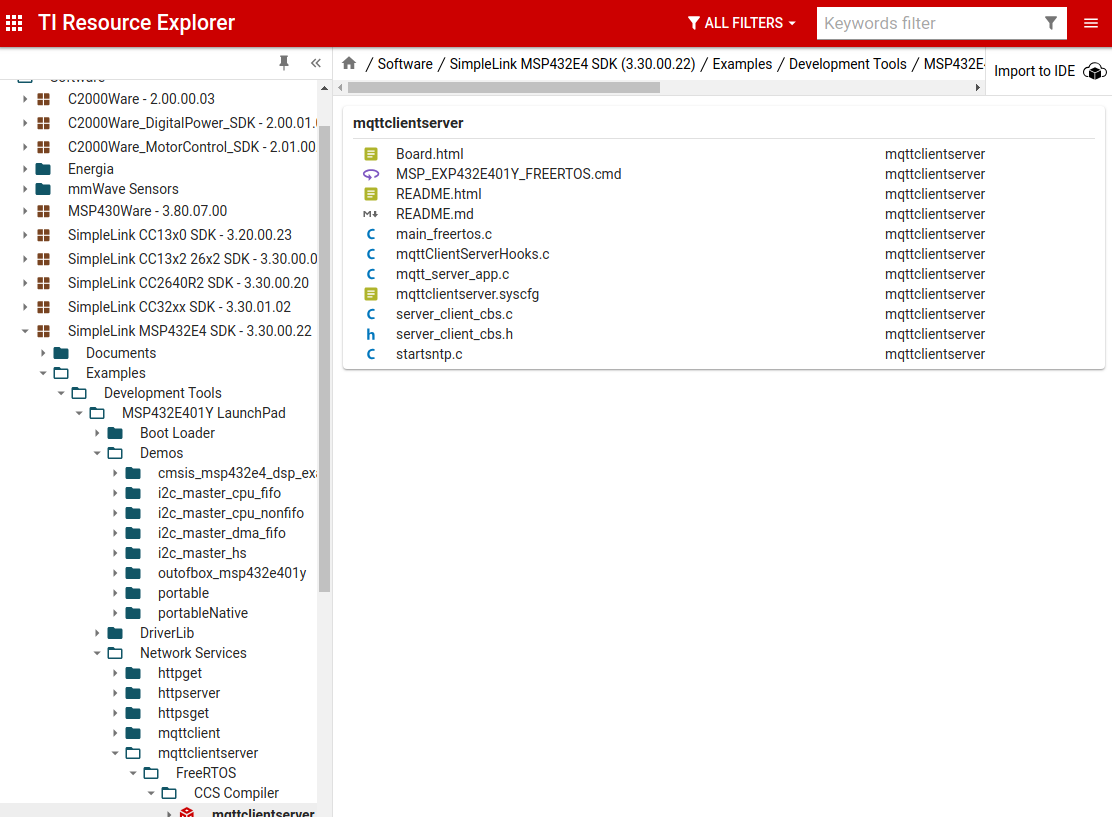 TI Resource Explorer
ALL FILTERS
Keywords filter
Software
C2000Ware - 2.00.00.03
C2000Ware_DigitalPower_SDK - 2.00.01.
C2000Ware_MotorControl_SDK - 2.01.00
Energia
mmWave Sensors
MSP430Ware - 3.80.07.00
SimpleLink CC13x0 SDK - 3.20.00.23
SimpleLink CC13x2 26x2 SDK - 3.30.00.0
SimpleLink CC2640R2 SDK - 3.30.00.20
SimpleLink CC32xx SDK - 3.30.01.02
SimpleLink MSP432E4 SDK - 3.30.00.22
Documents
Examples
Development Tools
MSP432E401Y LaunchPad
Boot Loader
Demos
cmsis_msp432e4_dsp_exa
i2c_master_cpu_fifo
i2c_master_cpu_nonfifo
i2c_master_dma_fifo
i2c_master_hs
outofbox_msp432e401y
portable
portableNative
DriverLib
Network Services
httpget
httpserver
httpsget
mqttclient
mqttclientserver
FreeRTOS
CCS Compiler
mqttclientserver
/ Software / SimpleLink MSP432E4 SDK (3.30.00.22) / Examples / Development Tools / MSP432E4
Import to IDE
mqttclientserver
Board.html mqttclientserver
MSP_EXP432E401Y_FREERTOS.cmd mqttclientserver
README.html mqttclientserver
M↓ README.md mqttclientserver
C main_freertos.c mqttclientserver
C mqttClientServerHooks.c mqttclientserver
C mqtt_server_app.c mqttclientserver
mqttclientserver.syscfg mqttclientserver
C server_client_cbs.c mqttclientserver
h server_client_cbs.h mqttclientserver
C startsntp.c mqttclientserver